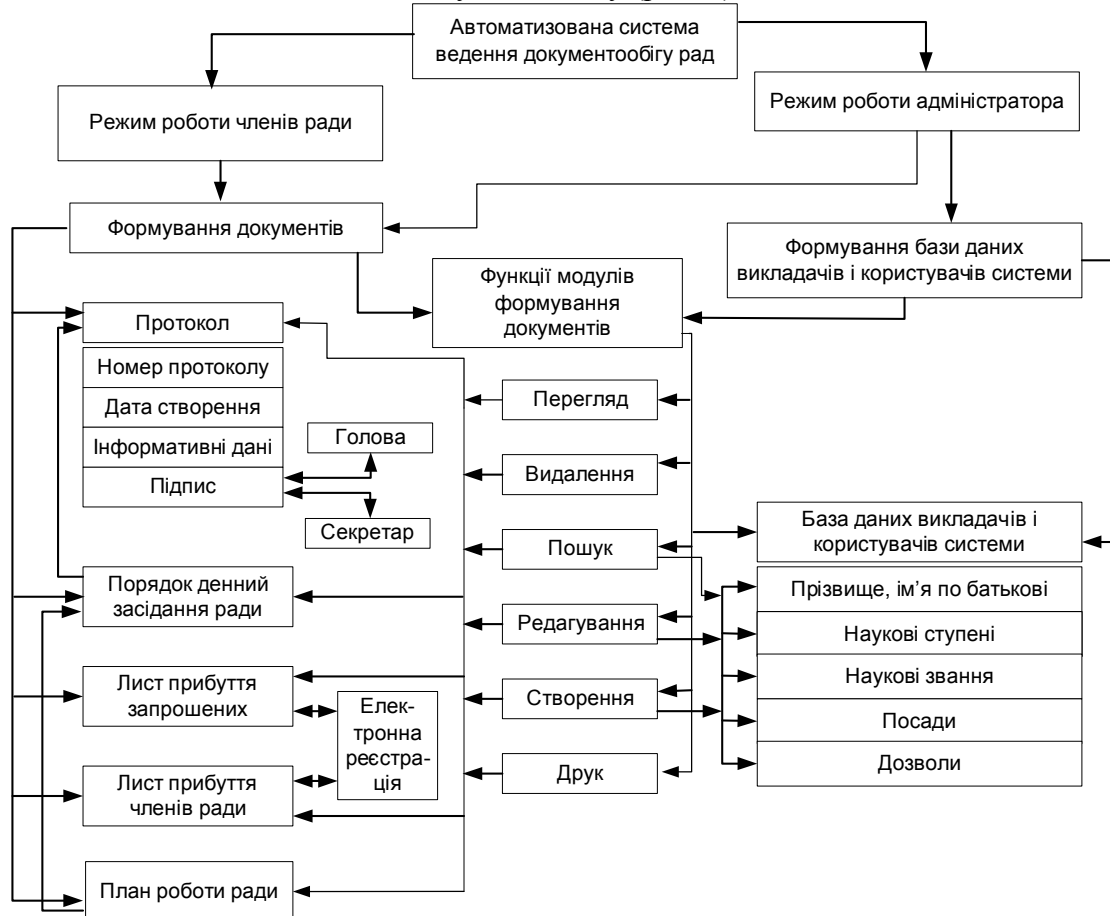 Автоматизована система
ведення документообігу рад
Режим роботи членів ради
Режим роботи адміністратора
Формування документів
Формування бази даних
викладачів і користувачів системи
Функції модулів
формування
документів
Протокол
Номер протоколу
Дата створення
Інформативні дані
Підпис
Голова
Секретар
Порядок денний
засідання ради
Лист прибуття
запрошених
Лист прибуття
членів ради
Елек-
тронна
реєстра-
ція
План роботи ради
Перегляд
Видалення
Пошук
Редагування
Створення
Друк
База даних викладачів і
користувачів системи
Прізвище, ім’я по батькові
Наукові ступені
Наукові звання
Посади
Дозволи